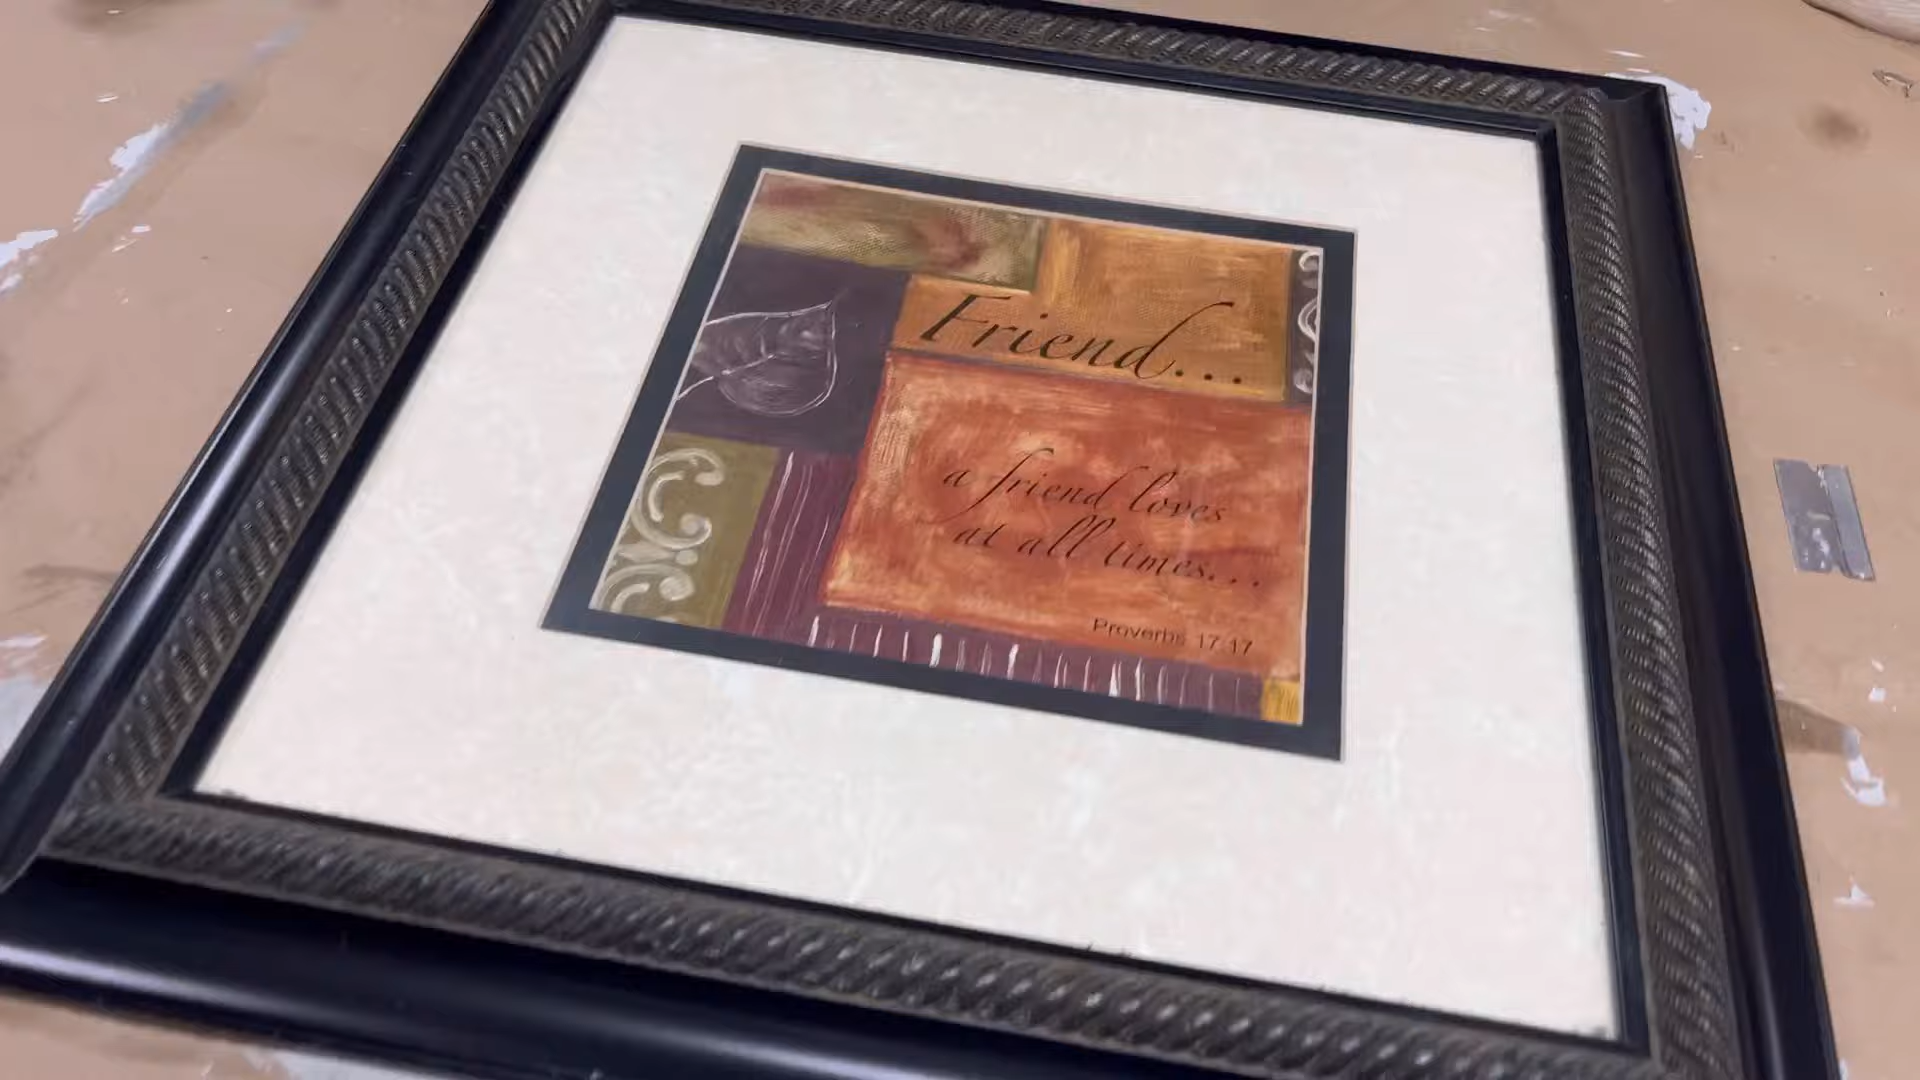 Friend...
a friend loves
at all times...
Proverbs 17:17